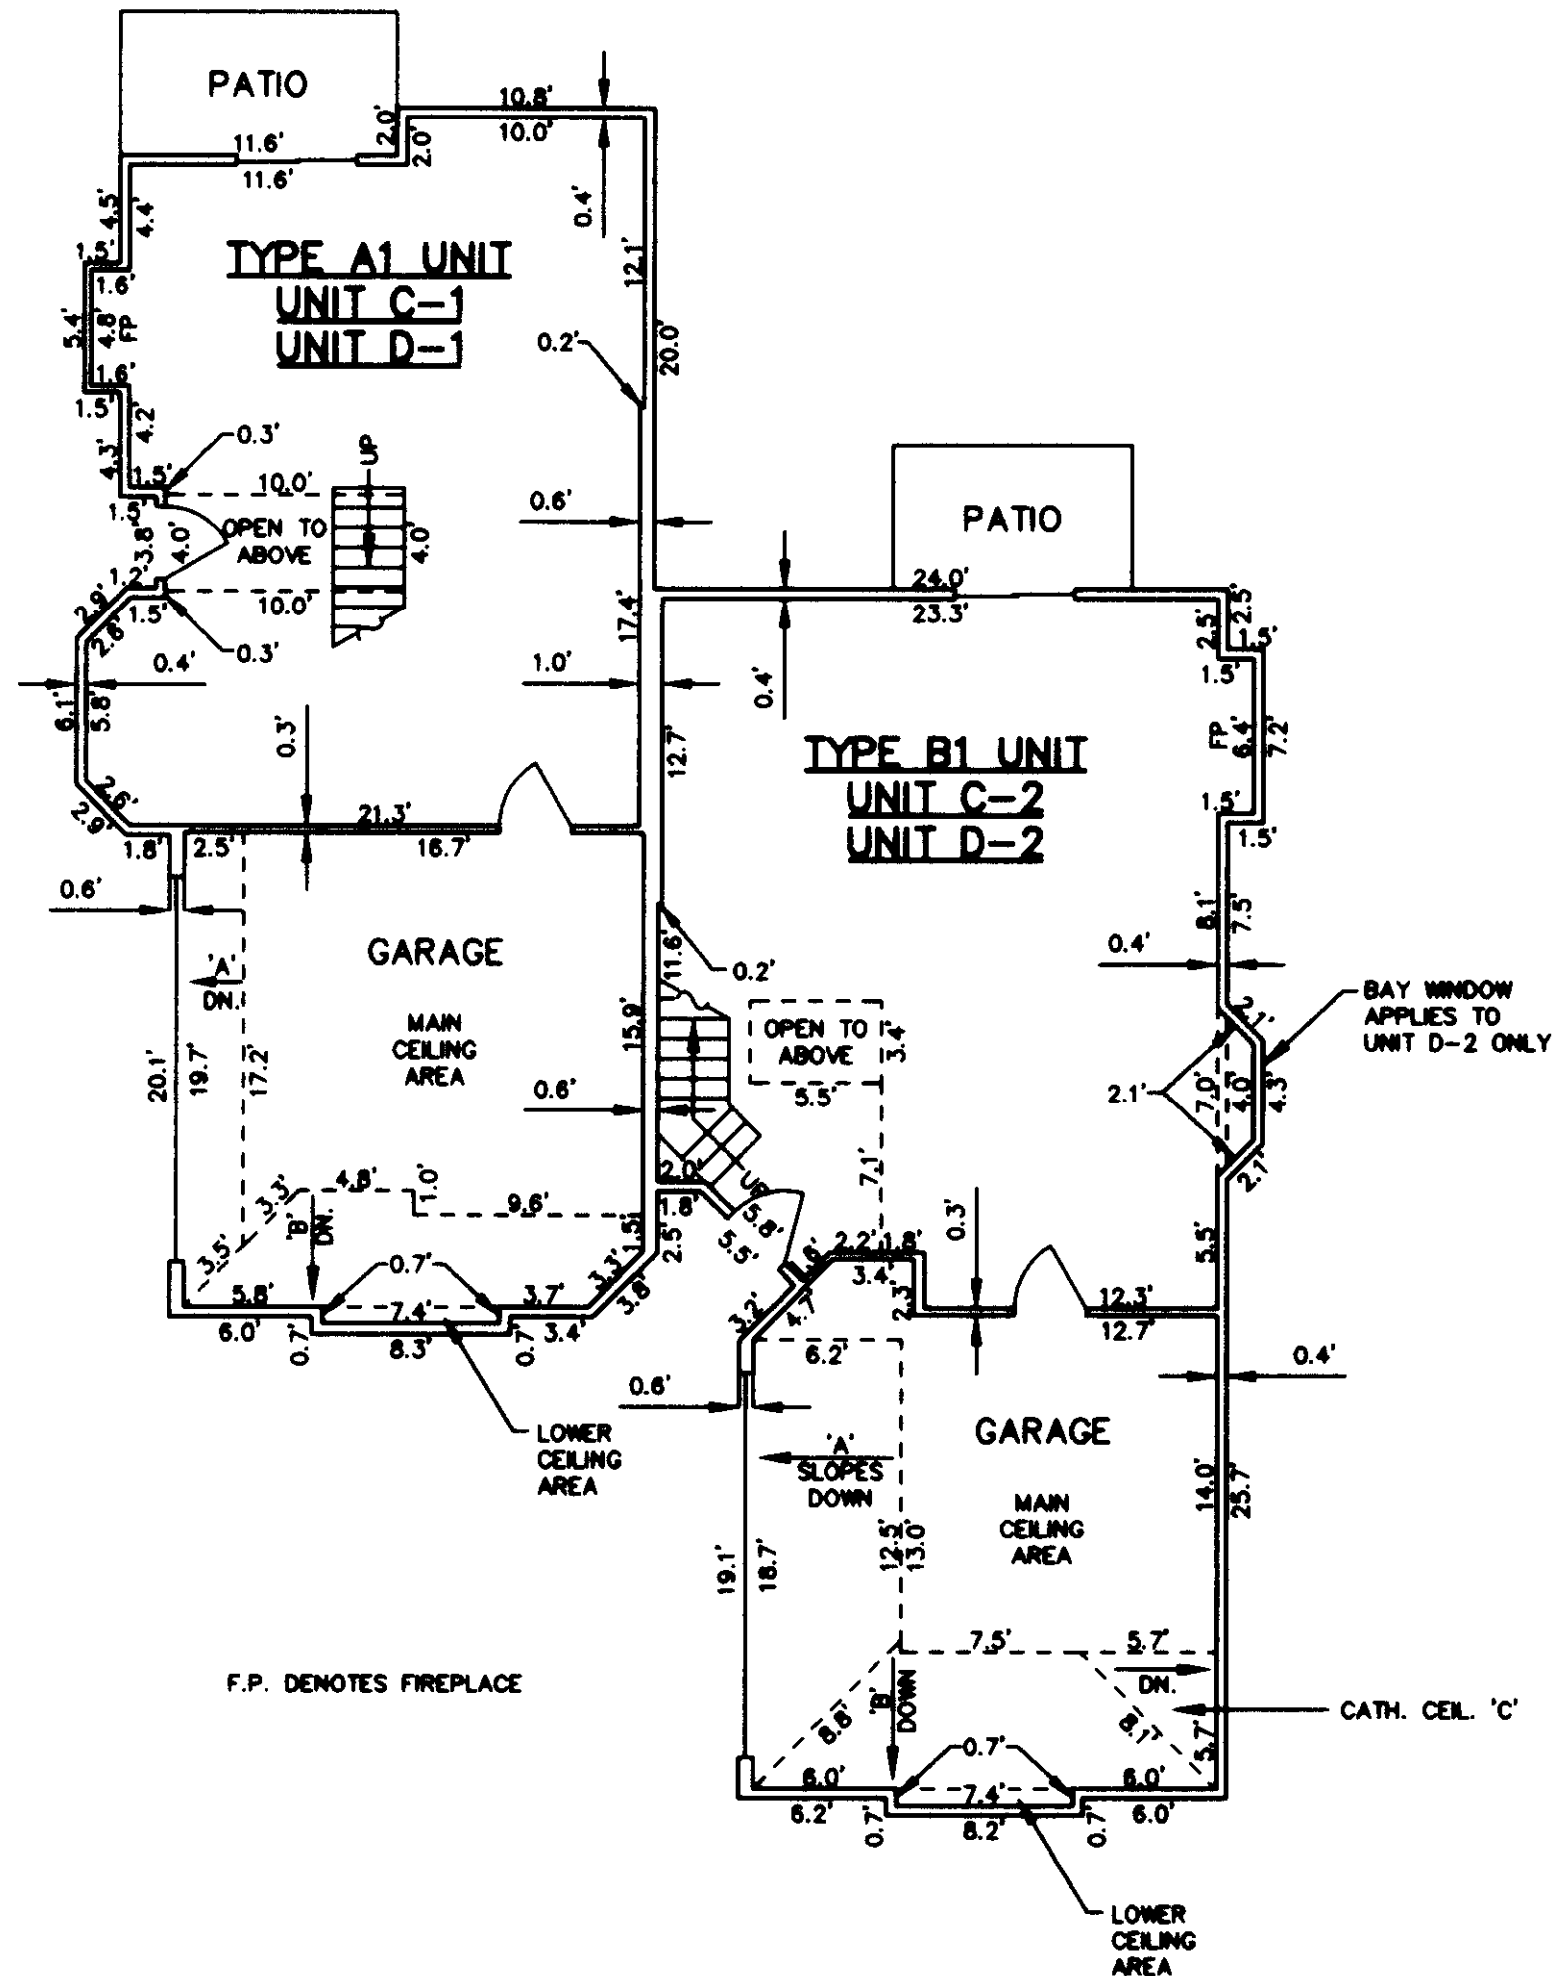 PATIO
10.8'
10.0'
2.0'
2.0'
11.6'
11.6'
0.4'
4.5'
4.4'
1.5'
1.6'
TYPE A1 UNIT
UNIT C-1
UNIT D-1
12.1'
20.0'
5.4'
4.8'
FP
0.2'
1.6'
1.5'
4.2'
4.3'
0.3'
1.5'
1.5'
10.0'
UP
OPEN TO
ABOVE
4.0'
3.8'
4.0'
0.6'
PATIO
1.2'
1.5'
10.0'
2.9'
2.8'
0.3'
0.4'
17.4'
1.0'
24.0'
23.3'
0.4'
2.5'
2.5'
1.5'
1.5'
6.1'
5.8'
0.3'
12.7'
TYPE B1 UNIT
UNIT C-2
UNIT D-2
FP
6.4'
7.2'
2.6'
2.9'
1.8'
2.5'
21.3'
16.7'
1.5'
1.5'
0.6'
8.1'
7.5'
GARAGE
11.6'
0.2'
0.4'
'A'
DN.
MAIN
CEILING
AREA
15.9'
OPEN TO
ABOVE
3.4'
5.5'
2.1'
BAY WINDOW
APPLIES TO
UNIT D-2 ONLY
20.1'
19.7'
17.2'
0.6'
2.1'
7.0'
4.0'
4.3'
2.1'
3.3'
4.8'
1.0'
9.6'
2.0'
1.8'
UP
7.1'
3.5'
'B'
DN.
1.5'
2.5'
5.8'
5.5'
1.6'
2.2'
1.8'
3.4'
0.3'
5.5'
0.7'
3.3'
3.8'
5.8'
6.0'
7.4'
8.3'
0.7'
0.7'
3.7'
3.4'
3.2'
4.7'
2.3'
12.3'
12.7'
6.2'
0.6'
0.4'
LOWER
CEILING
AREA
'A'
SLOPES
DOWN
GARAGE
MAIN
CEILING
AREA
14.0'
25.7'
19.1'
18.7'
12.5'
13.0'
F.P. DENOTES FIREPLACE
7.5'
5.7'
DN.
8.8'
'B'
DOWN
8.1'
5.7'
CATH. CEIL. 'C'
0.7'
6.0'
6.2'
7.4'
8.2'
0.7'
0.7'
6.0'
6.0'
LOWER
CEILING
AREA